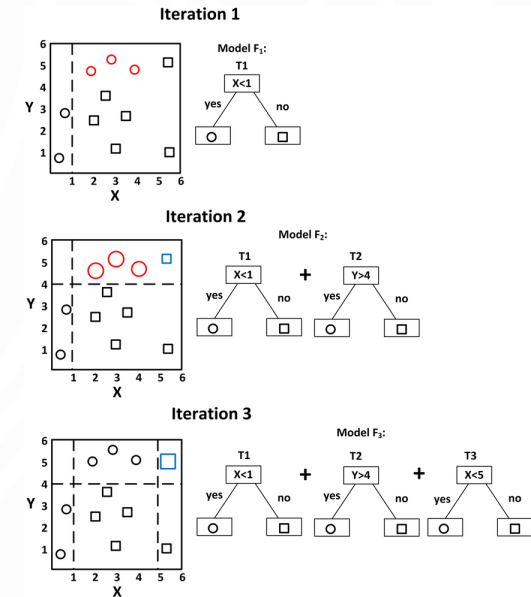 Iteration 1
6
5
4
3
2
1
Y
1 2 3 4 5 6
X
Model F1:
T1
X<1
yes no
Iteration 2
6
5
4
3
2
1
Y
1 2 3 4 5 6
X
Model F2:
T1 + T2
X<1 Y>4
yes no yes no
Iteration 3
6
5
4
3
2
1
Y
1 2 3 4 5 6
X
Model F3:
T1 + T2 + T3
X<1 Y>4 X<5
yes no yes no yes no